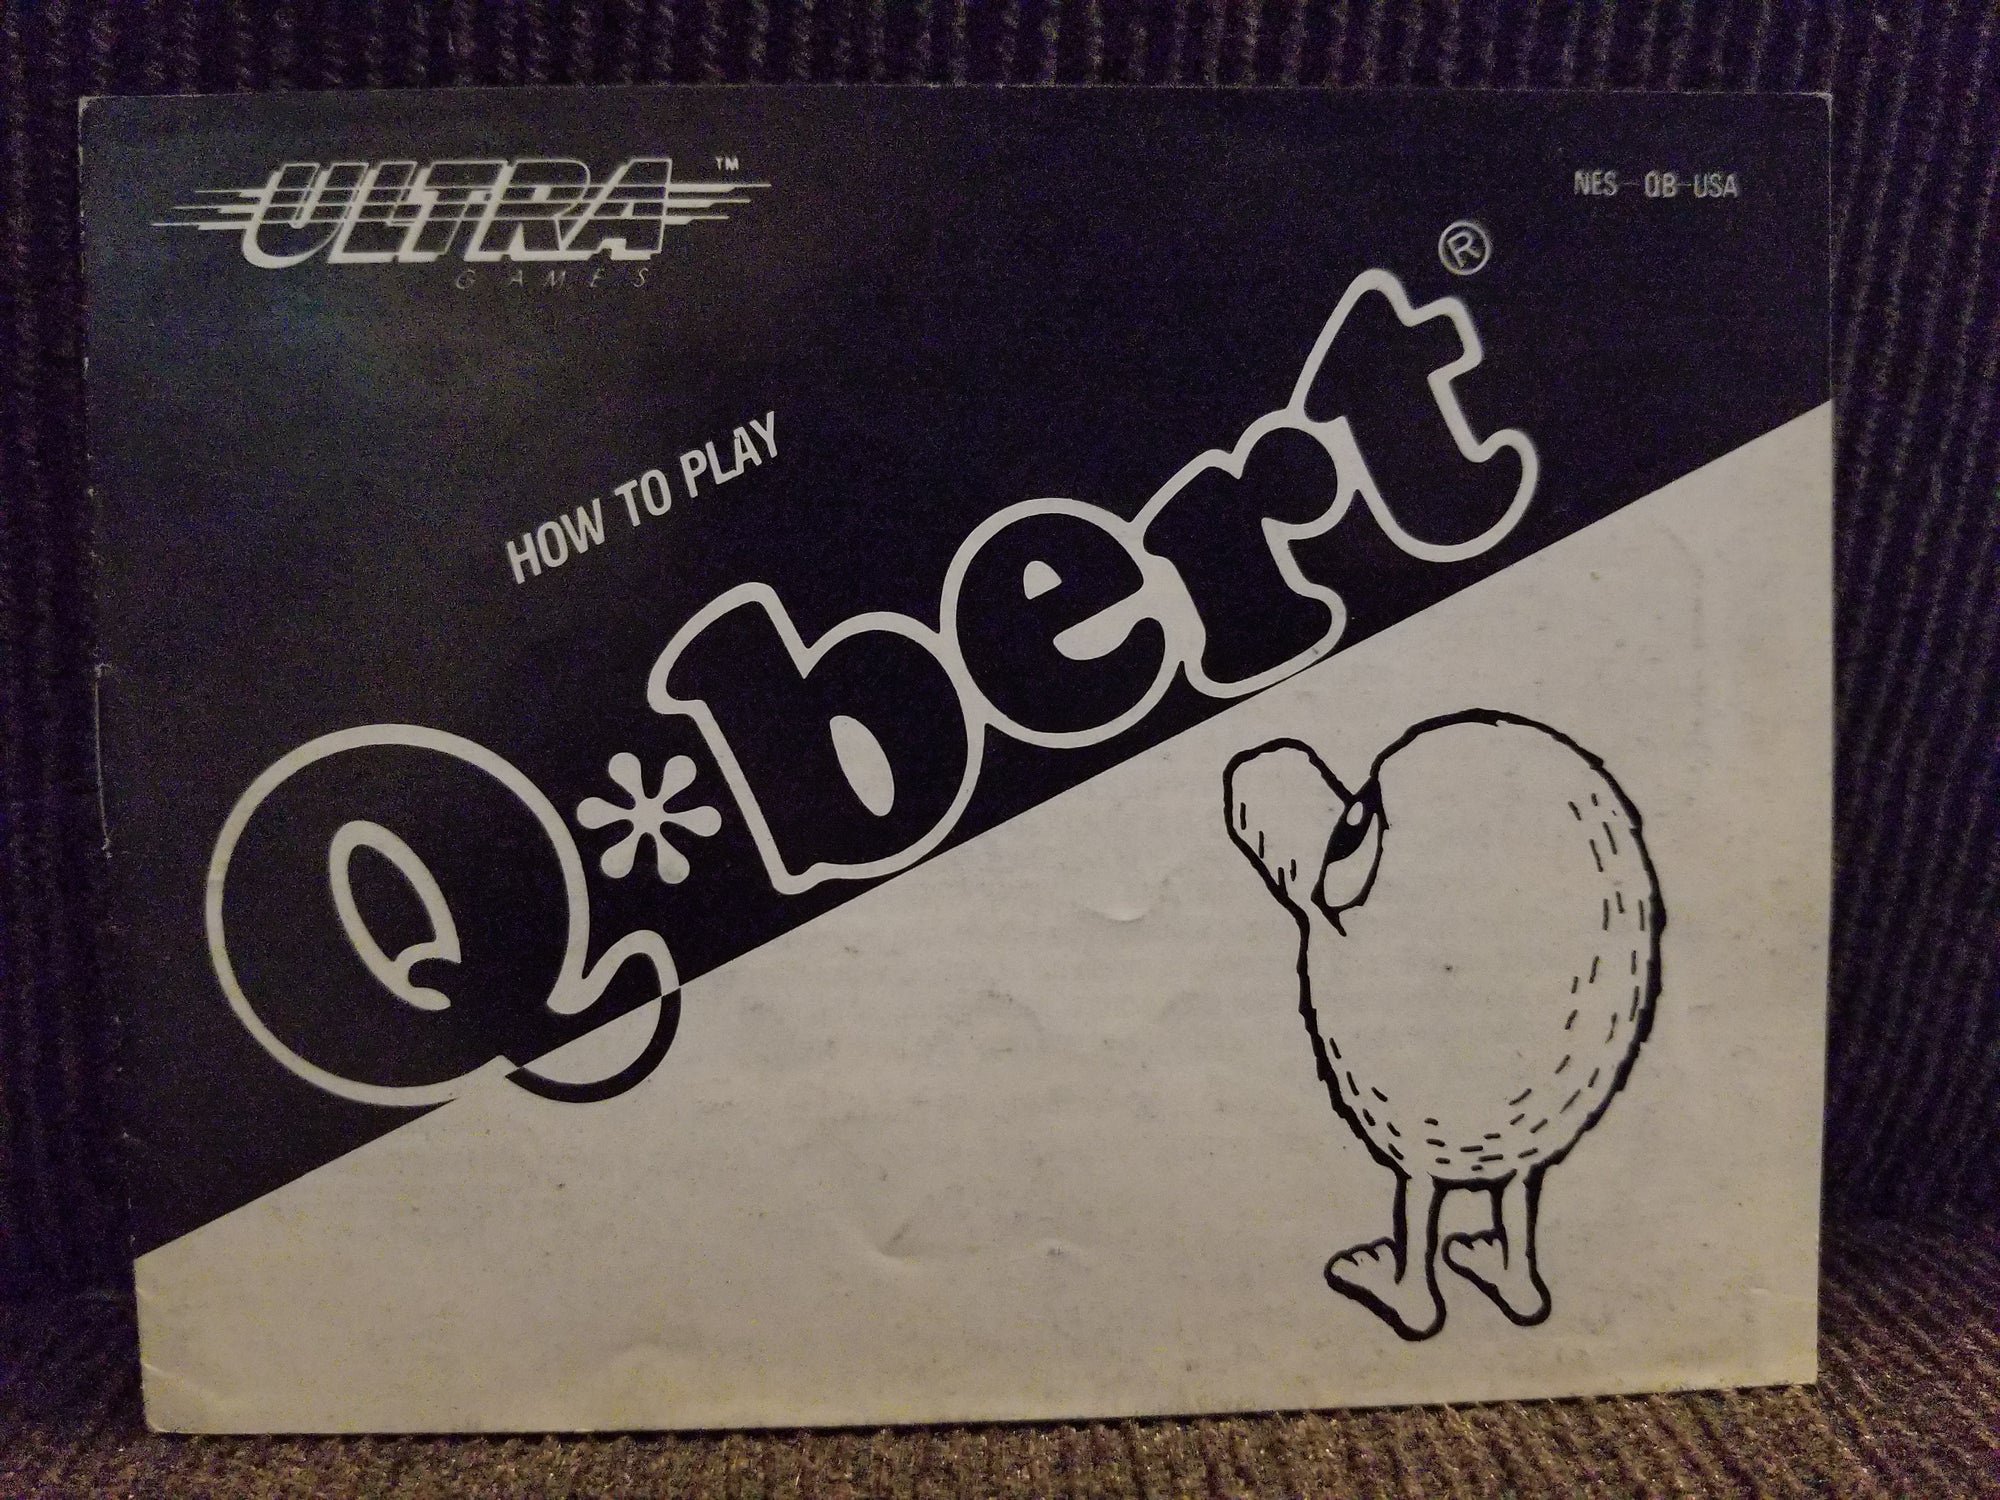 ULTRA™
GAMES
NES-QB-USA
HOW TO PLAY
Q*bert®